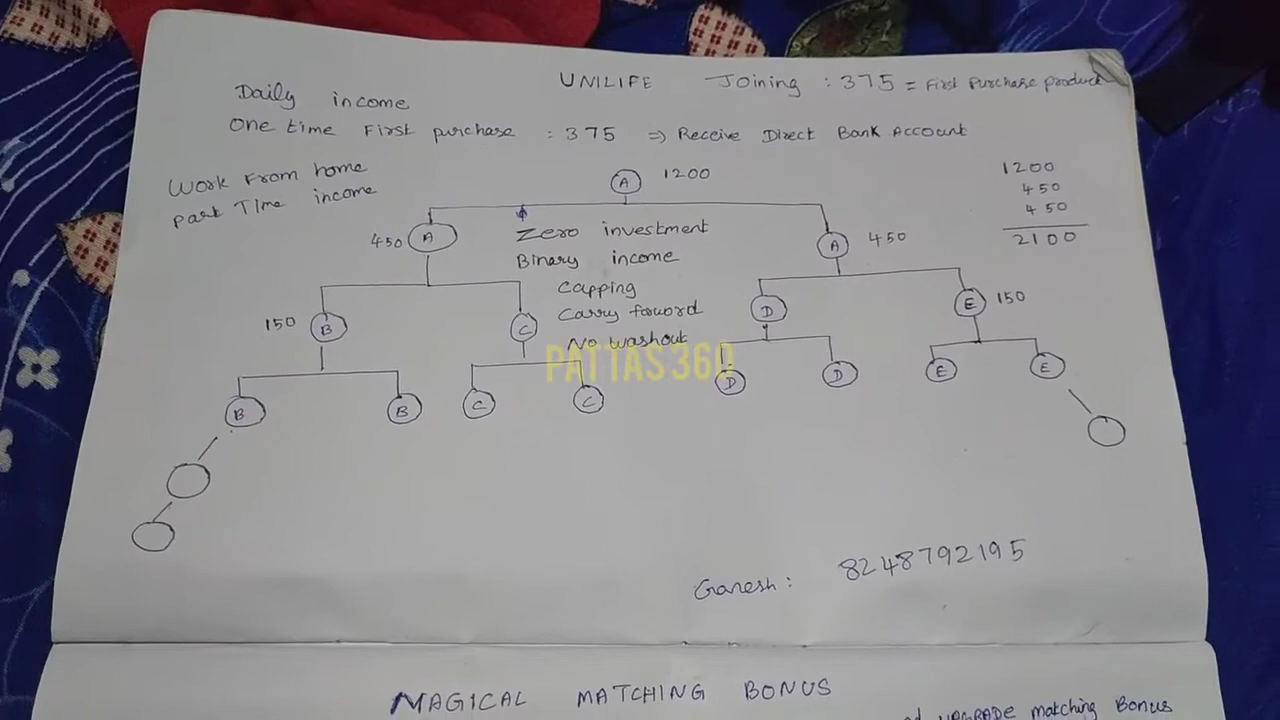 UNILIFE Joining : 375 = First Purchase product
Daily income
One time First purchase : 375 => Receive Direct Bank Account
Work From home
Part Time income
A 1200
1200
450
450
2100
450 A
A 450
Zero investment
Binary income
Capping
Carry forword
No washout
150 B
C
D
E 150
B B C C D D E E
PATTAS 360
Ganesh : 8248792195
MAGICAL MATCHING BONUS
UPGRADE matching Bonus